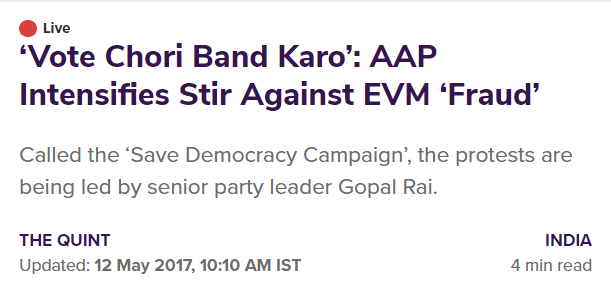 Live
‘Vote Chori Band Karo’: AAP
Intensifies Stir Against EVM ‘Fraud’
Called the ‘Save Democracy Campaign’, the protests are
being led by senior party leader Gopal Rai.
THE QUINT INDIA
Updated: 12 May 2017, 10:10 AM IST 4 min read